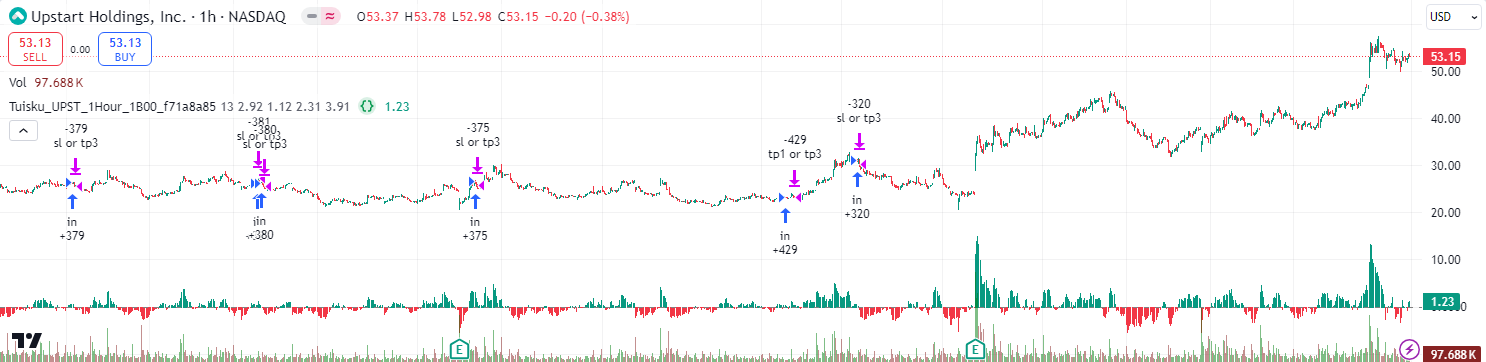 Upstart Holdings, Inc. · 1h · NASDAQ O53.37 H53.78 L52.98 C53.15 −0.20 (−0.38%)
USD
53.13
SELL
0.00
53.13
BUY
53.15
50.00
Vol 97.688 K
Tuisku_UPST_1Hour_1B00_f71a8a85 13 2.92 1.12 2.31 3.91 1.23
-379
sl or tp3
-381
-380
sl or tp3
-375
sl or tp3
-429
tp1 or tp3
-320
sl or tp3
40.00
30.00
20.00
10.00
in
+379
in
+380
in
+375
in
+429
in
+320
1.23
E
E
97.688 K